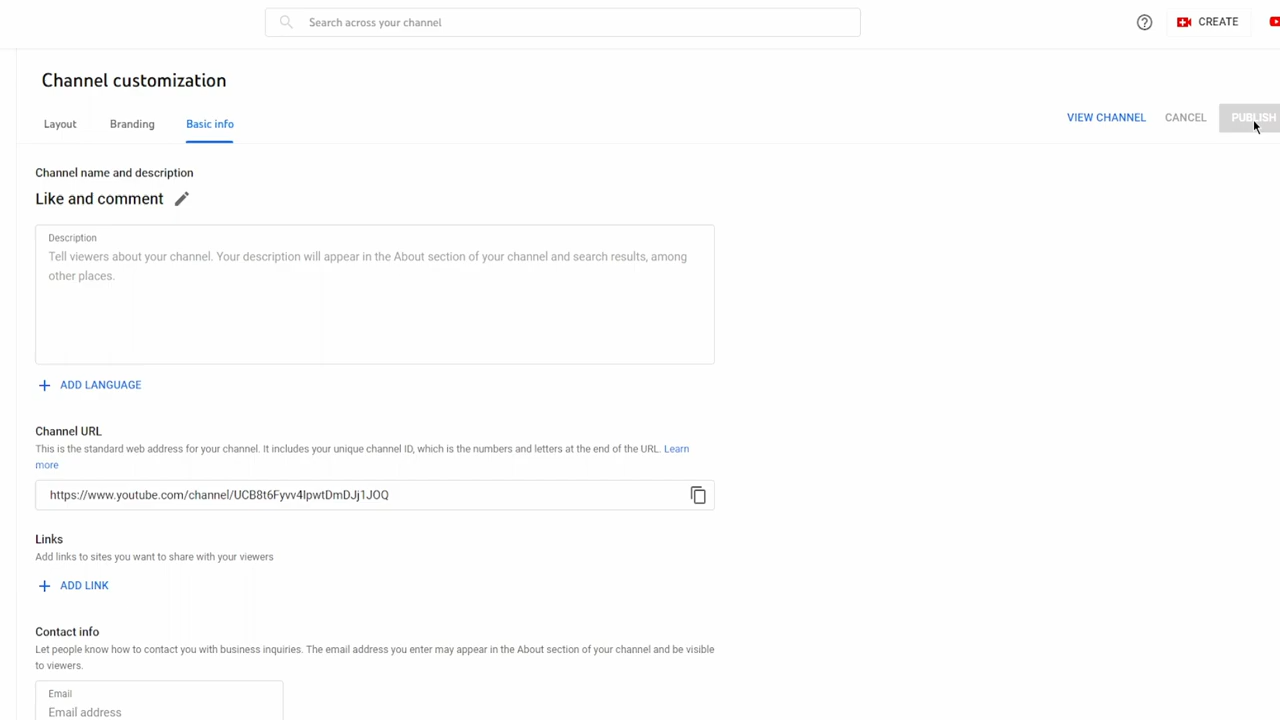 Search across your channel
CREATE
Channel customization
Layout
Branding
Basic info
VIEW CHANNEL
CANCEL
PUBLISH
Channel name and description
Like and comment
Description
Tell viewers about your channel. Your description will appear in the About section of your channel and search results, among
other places.
ADD LANGUAGE
Channel URL
This is the standard web address for your channel. It includes your unique channel ID, which is the numbers and letters at the end of the URL. Learn
more
https://www.youtube.com/channel/UCB8t6Fyvv4lpwtDmDJj1JOQ
Links
Add links to sites you want to share with your viewers
ADD LINK
Contact info
Let people know how to contact you with business inquiries. The email address you enter may appear in the About section of your channel and be visible
to viewers.
Email
Email address